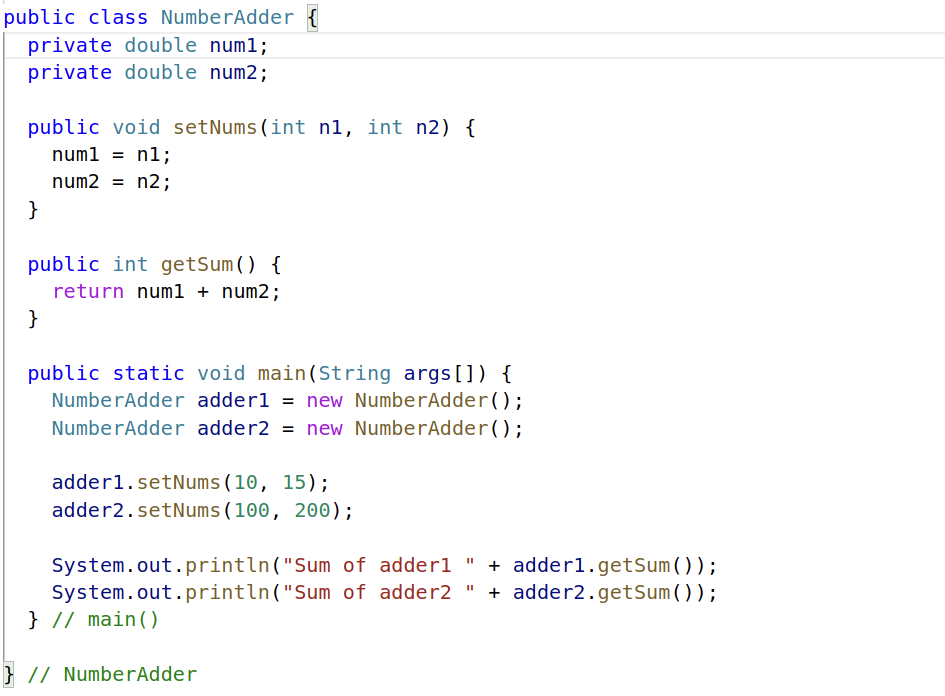 public class NumberAdder {
  private double num1;
  private double num2;

  public void setNums(int n1, int n2) {
    num1 = n1;
    num2 = n2;
  }

  public int getSum() {
    return num1 + num2;
  }

  public static void main(String args[]) {
    NumberAdder adder1 = new NumberAdder();
    NumberAdder adder2 = new NumberAdder();

    adder1.setNums(10, 15);
    adder2.setNums(100, 200);

    System.out.println("Sum of adder1 " + adder1.getSum());
    System.out.println("Sum of adder2 " + adder2.getSum());
  } // main()

} // NumberAdder